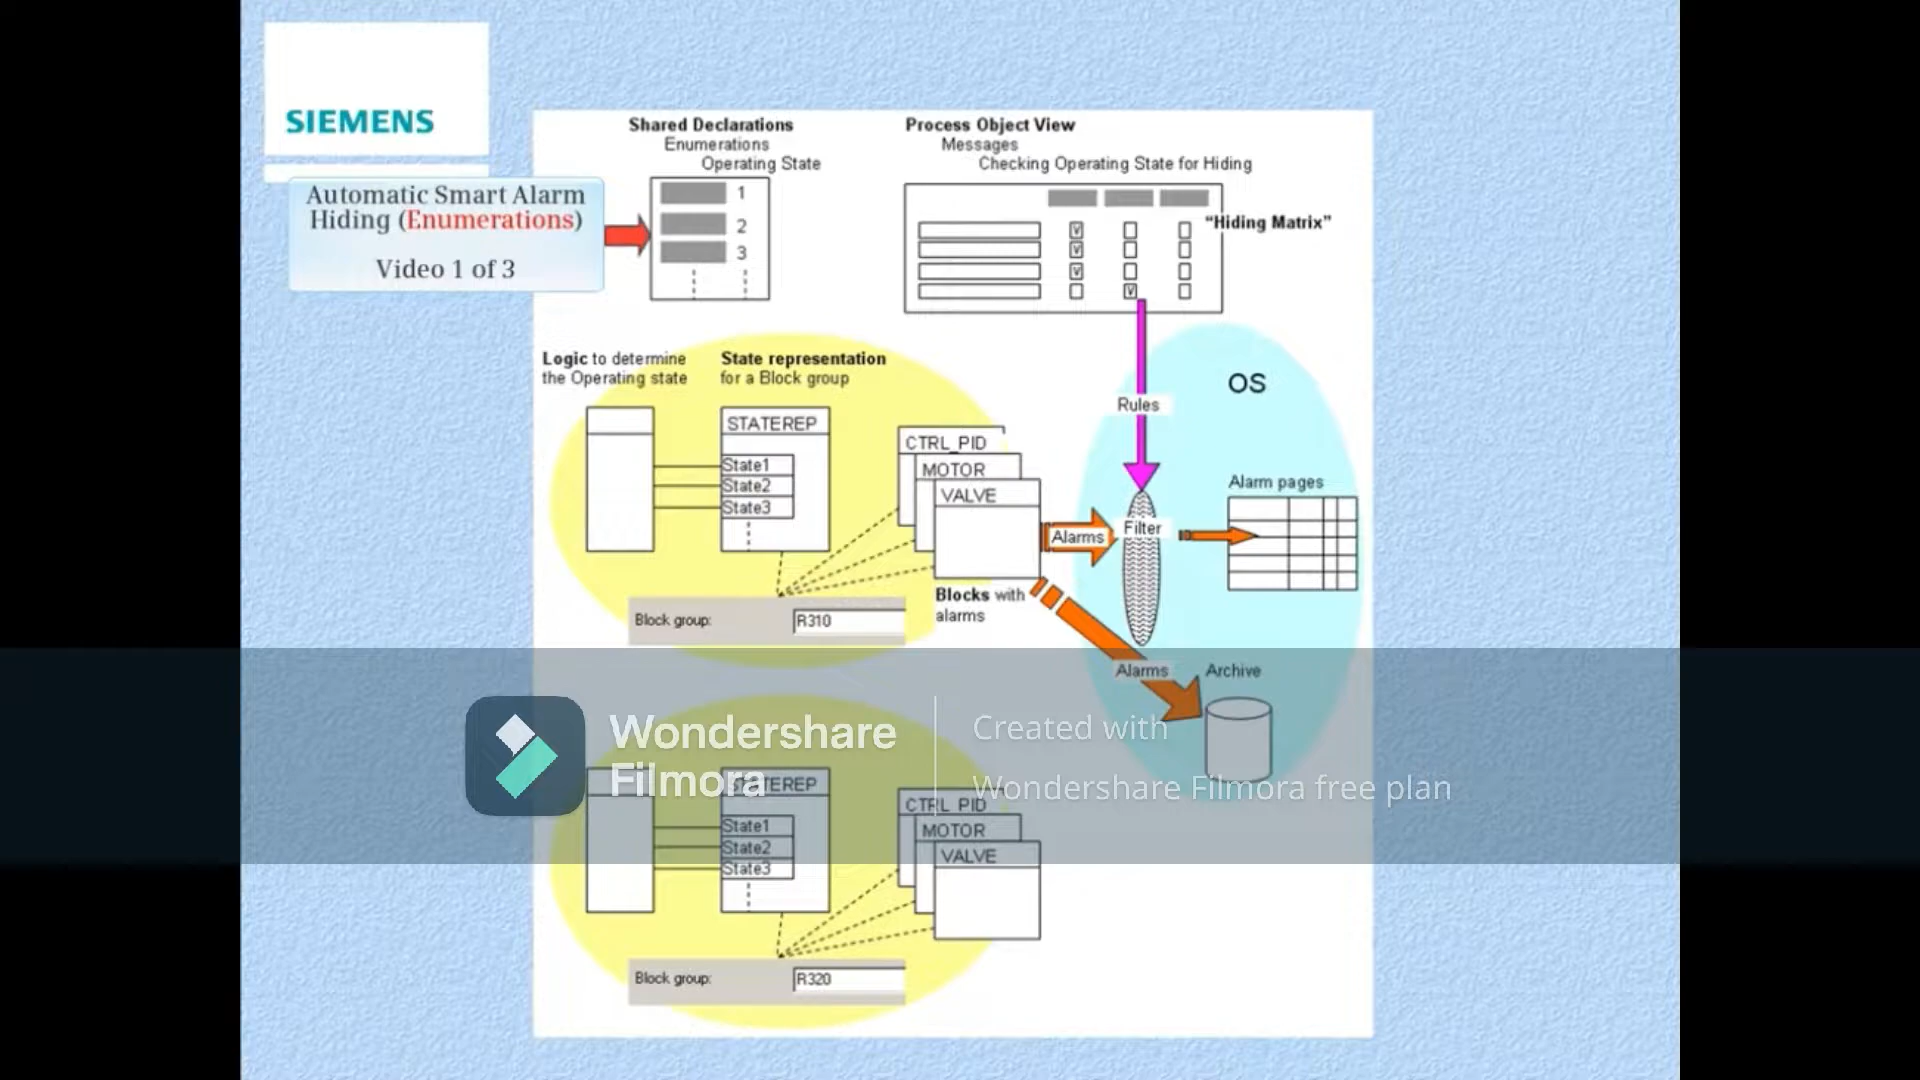 SIEMENS
Automatic Smart Alarm
Hiding (Enumerations)
Video 1 of 3
Shared Declarations
Enumerations
Operating State
1
2
3
Process Object View
Messages
Checking Operating State for Hiding
"Hiding Matrix"
Logic to determine
the Operating state
State representation
for a Block group
STATEREP
State1
State2
State3
CTRL_PID
MOTOR
VALVE
Blocks with
alarms
Block group:
R310
Rules
OS
Alarms
Filter
Alarm pages
Alarms
Archive
Wondershare
Filmora
Created with
Wondershare Filmora free plan
STATEREP
State1
State2
State3
CTRL_PID
MOTOR
VALVE
Block group:
R320